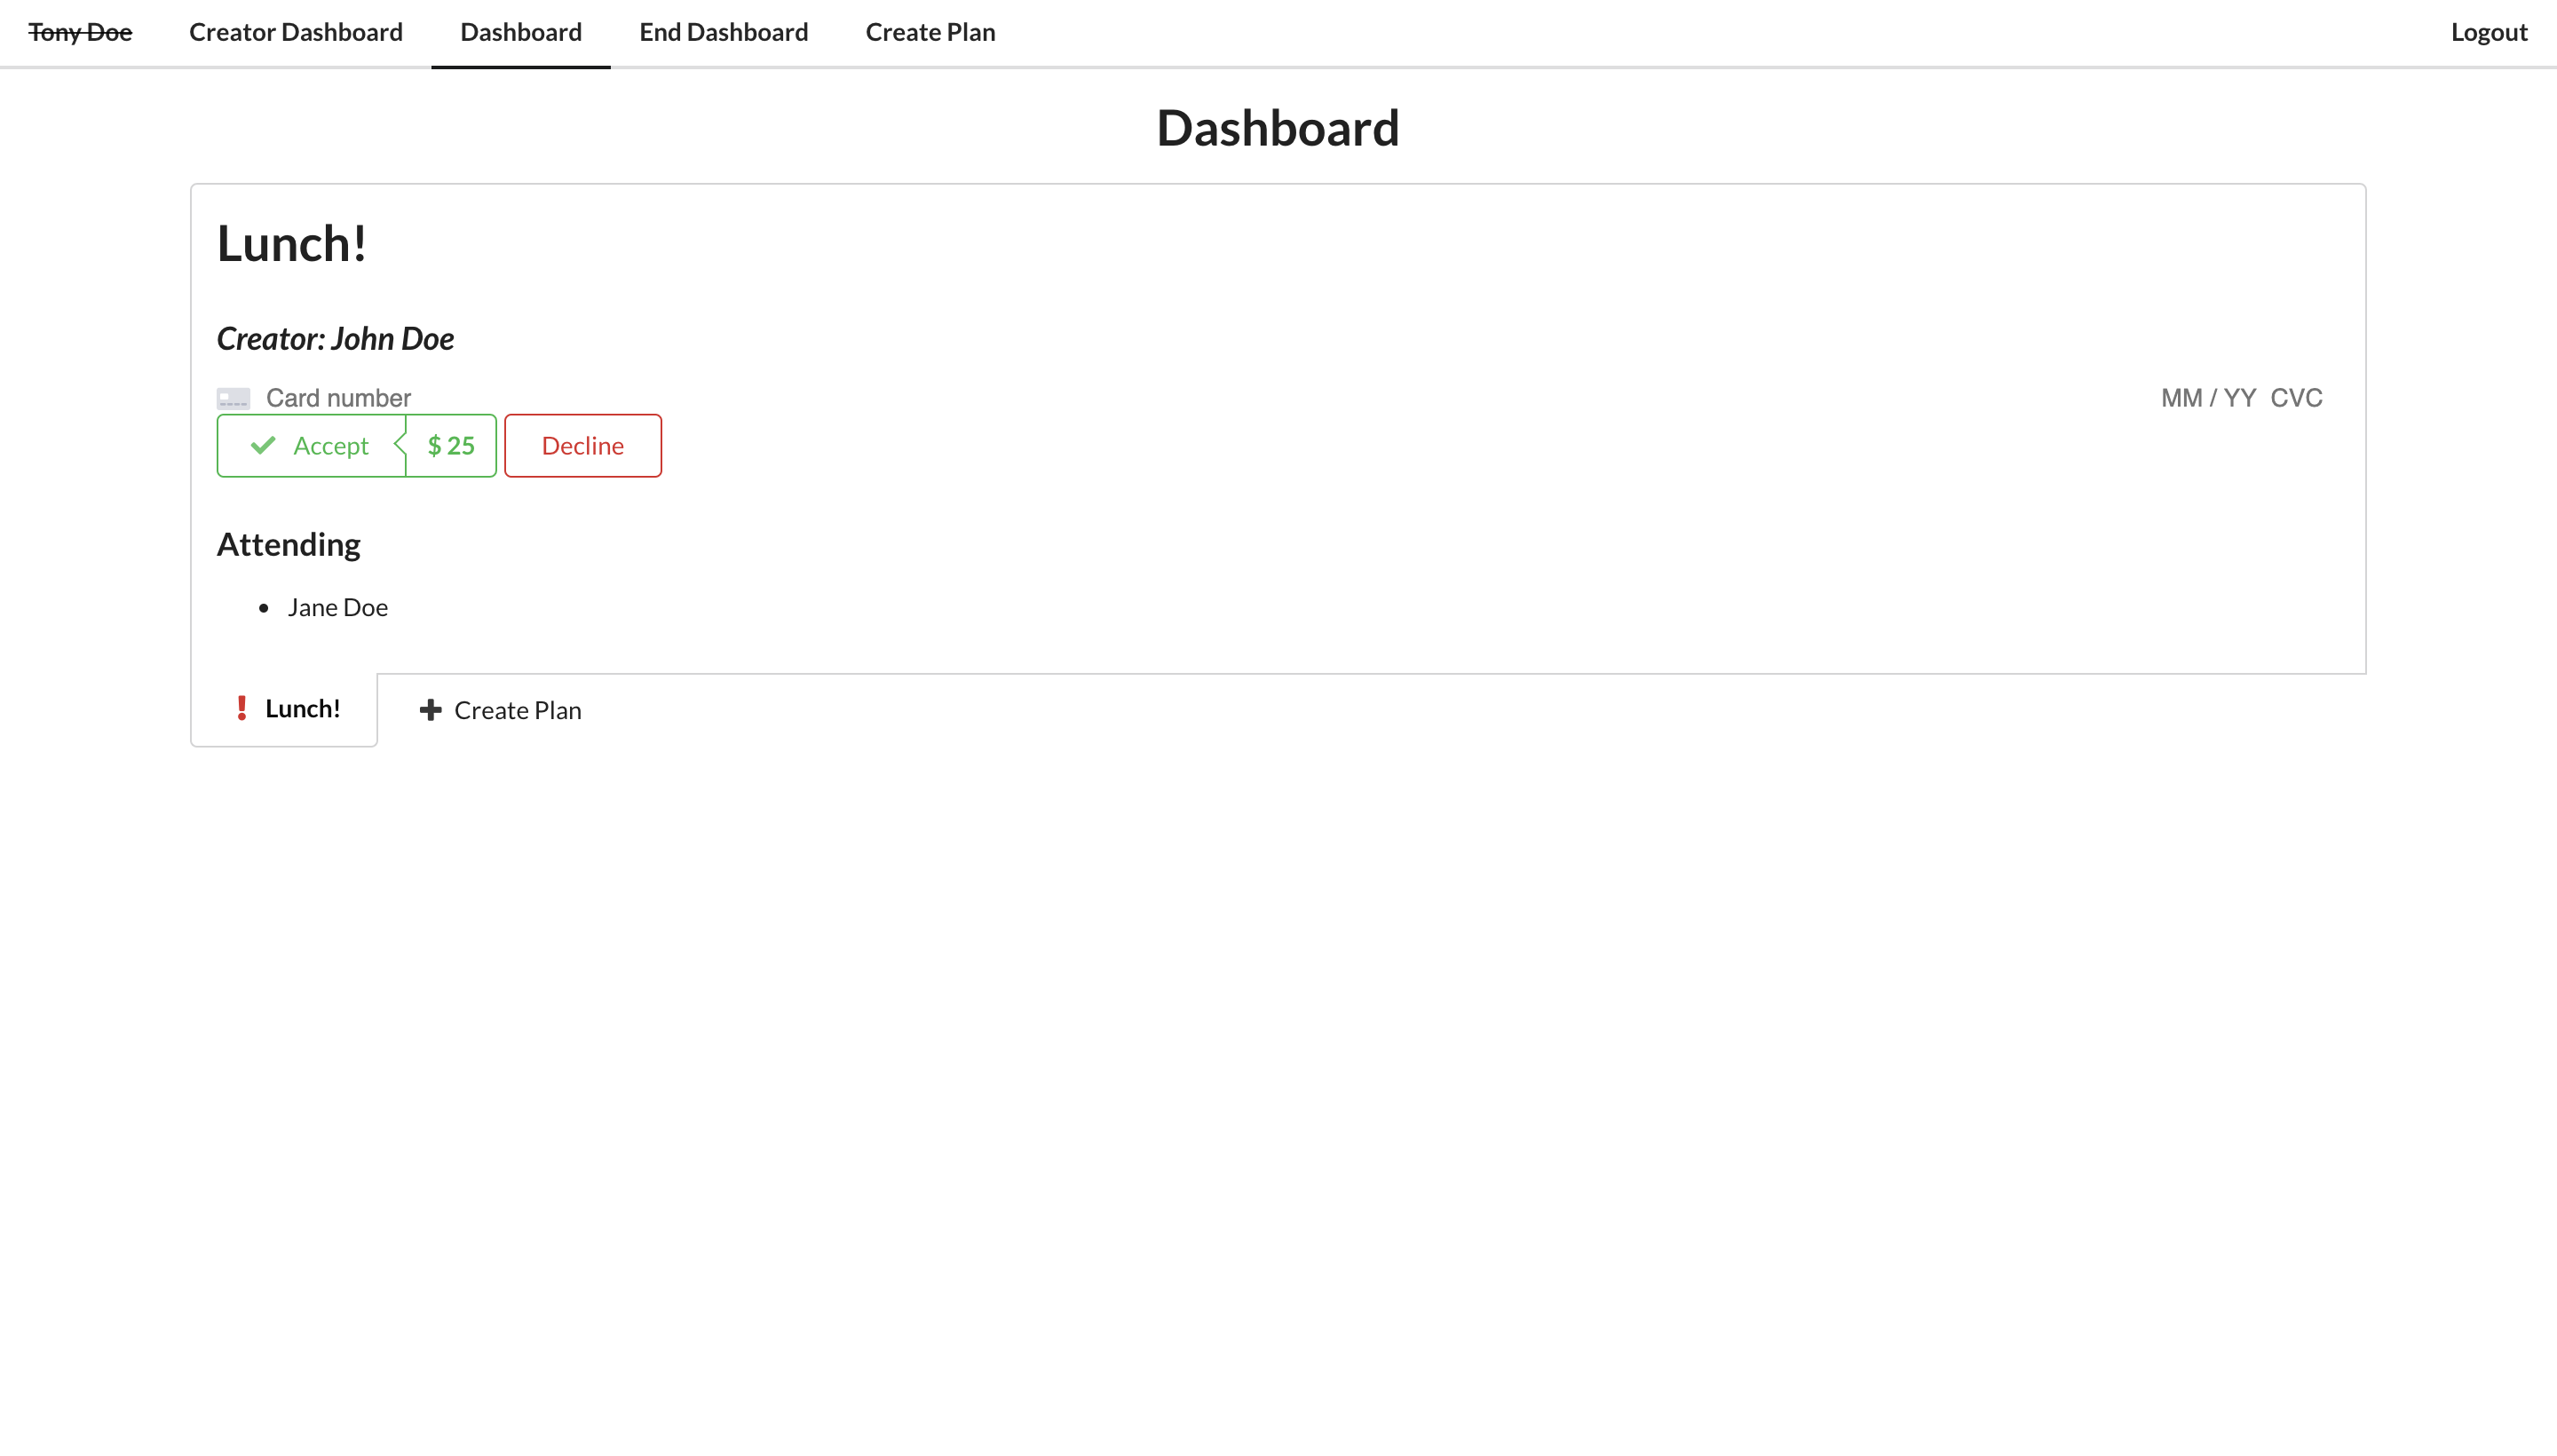 Tony Doe Creator Dashboard Dashboard End Dashboard Create Plan Logout
Dashboard
Lunch!
Creator: John Doe
Card number MM / YY CVC
Accept $ 25 Decline
Attending
• Jane Doe
Lunch! Create Plan